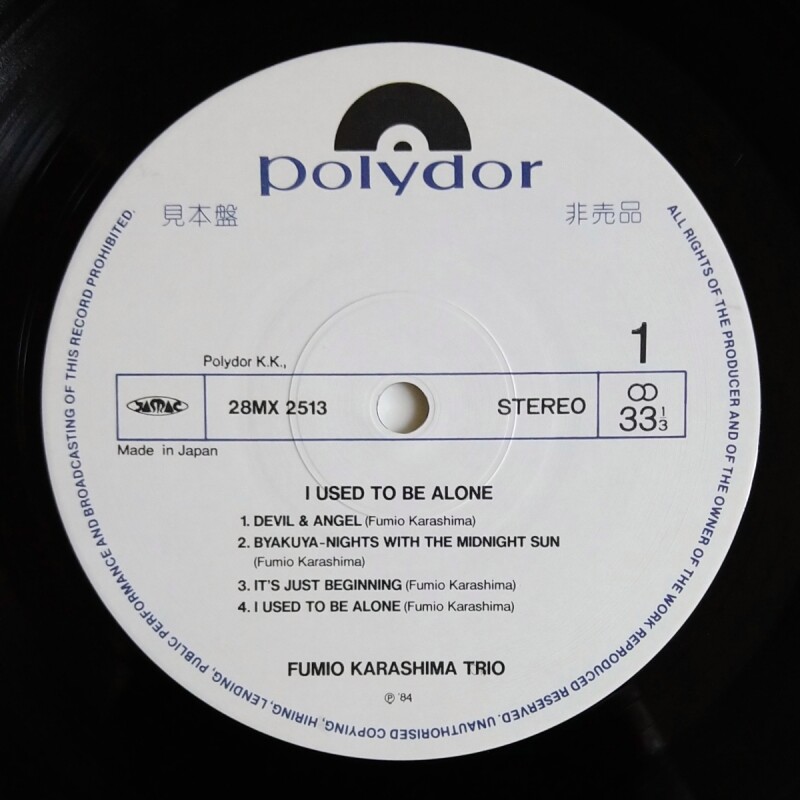 polydor
見本盤
非売品
1
Polydor K.K.,
JASRAC
28MX 2513
STEREO
33 1/3
Made in Japan
I USED TO BE ALONE
1. DEVIL & ANGEL (Fumio Karashima)
2. BYAKUYA-NIGHTS WITH THE MIDNIGHT SUN
(Fumio Karashima)
3. IT'S JUST BEGINNING (Fumio Karashima)
4. I USED TO BE ALONE (Fumio Karashima)
FUMIO KARASHIMA TRIO
℗ '84
ALL RIGHTS OF THE PRODUCER AND OF THE OWNER OF THE WORK REPRODUCED RESERVED. UNAUTHORISED COPYING, HIRING, LENDING, PUBLIC PERFORMANCE AND BROADCASTING OF THIS RECORD PROHIBITED.